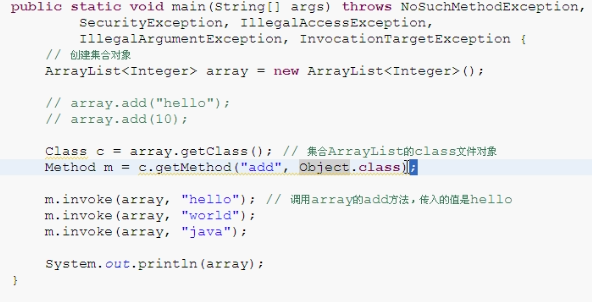 public static void main(String[] args) throws NoSuchMethodException,
SecurityException, IllegalAccessException,
IllegalArgumentException, InvocationTargetException {
// 创建集合对象
ArrayList<Integer> array = new ArrayList<Integer>();
// array.add("hello");
// array.add(10);
Class c = array.getClass(); // 集合ArrayList的class文件对象
Method m = c.getMethod("add", Object.class);
m.invoke(array, "hello"); // 调用array的add方法，传入的值是hello
m.invoke(array, "world");
m.invoke(array, "java");
System.out.println(array);
}